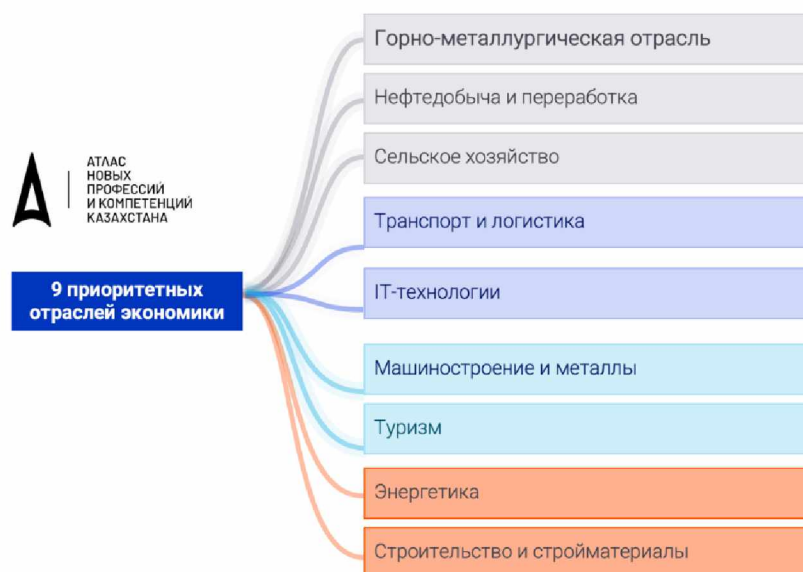 АТЛАС
НОВЫХ
ПРОФЕССИЙ
И КОМПЕТЕНЦИЙ
КАЗАХСТАНА
9 приоритетных
отраслей экономики
Горно-металлургическая отрасль
Нефтедобыча и переработка
Сельское хозяйство
Транспорт и логистика
IT-технологии
Машиностроение и металлы
Туризм
Энергетика
Строительство и стройматериалы